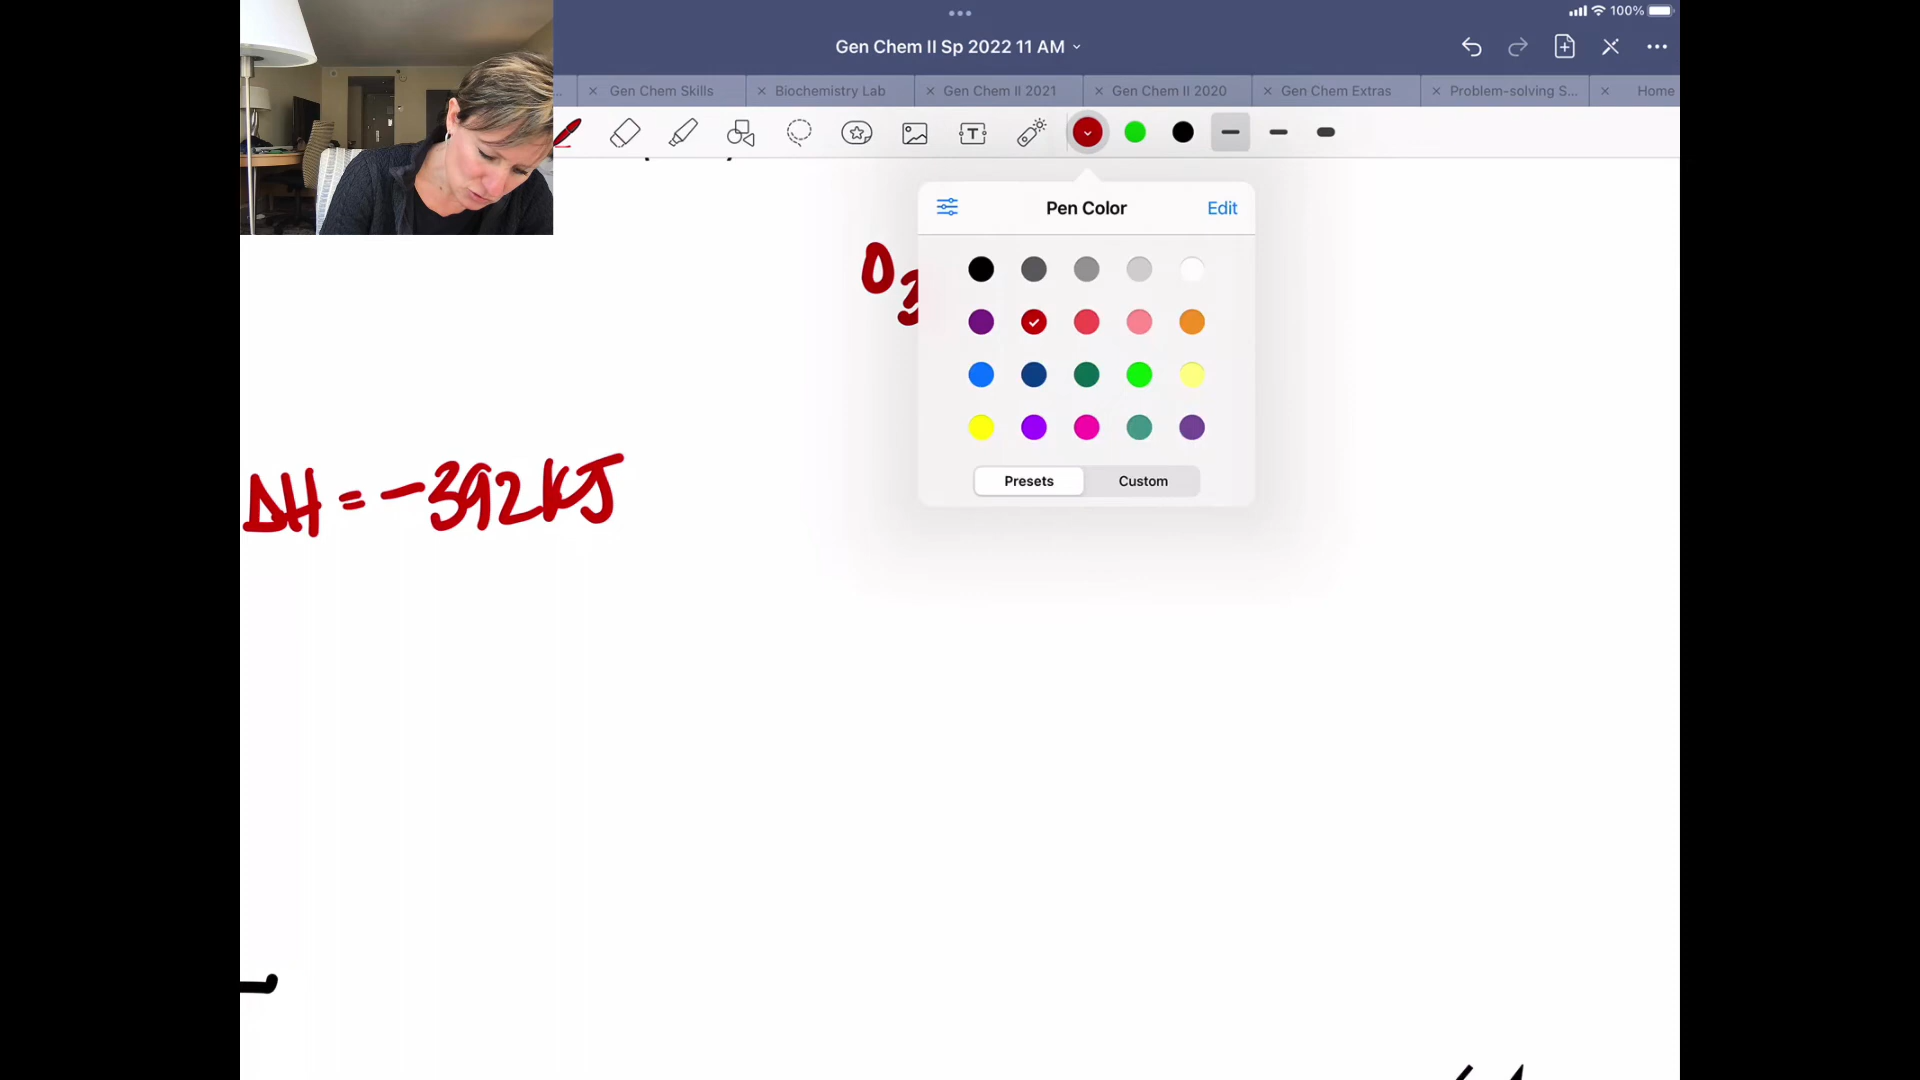 100%
Gen Chem II Sp 2022 11 AM
Gen Chem Skills
Biochemistry Lab
Gen Chem II 2021
Gen Chem II 2020
Gen Chem Extras
Problem-solving S...
Home
T
Pen Color
Edit
O3
Presets
Custom
ΔH = -392 kJ